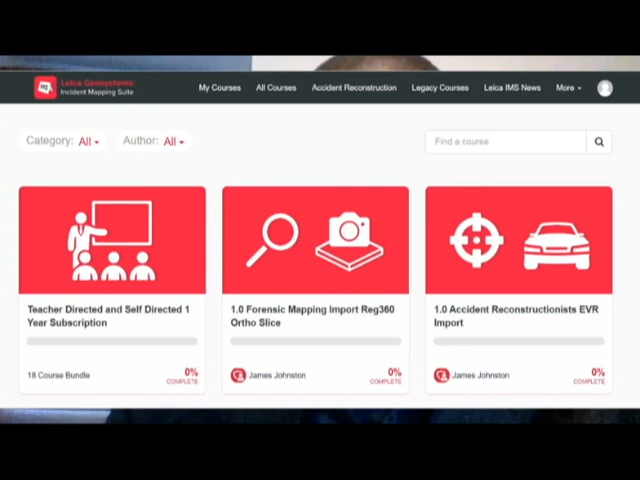 Leica Geosystems
Incident Mapping Suite
My Courses
All Courses
Accident Reconstruction
Legacy Courses
Leica IMS News
More
Category: All
Author: All
Find a course
Teacher Directed and Self Directed 1
Year Subscription
18 Course Bundle
0%
COMPLETE
1.0 Forensic Mapping Import Reg360
Ortho Slice
James Johnston
0%
COMPLETE
1.0 Accident Reconstructionists EVR
Import
James Johnston
0%
COMPLETE